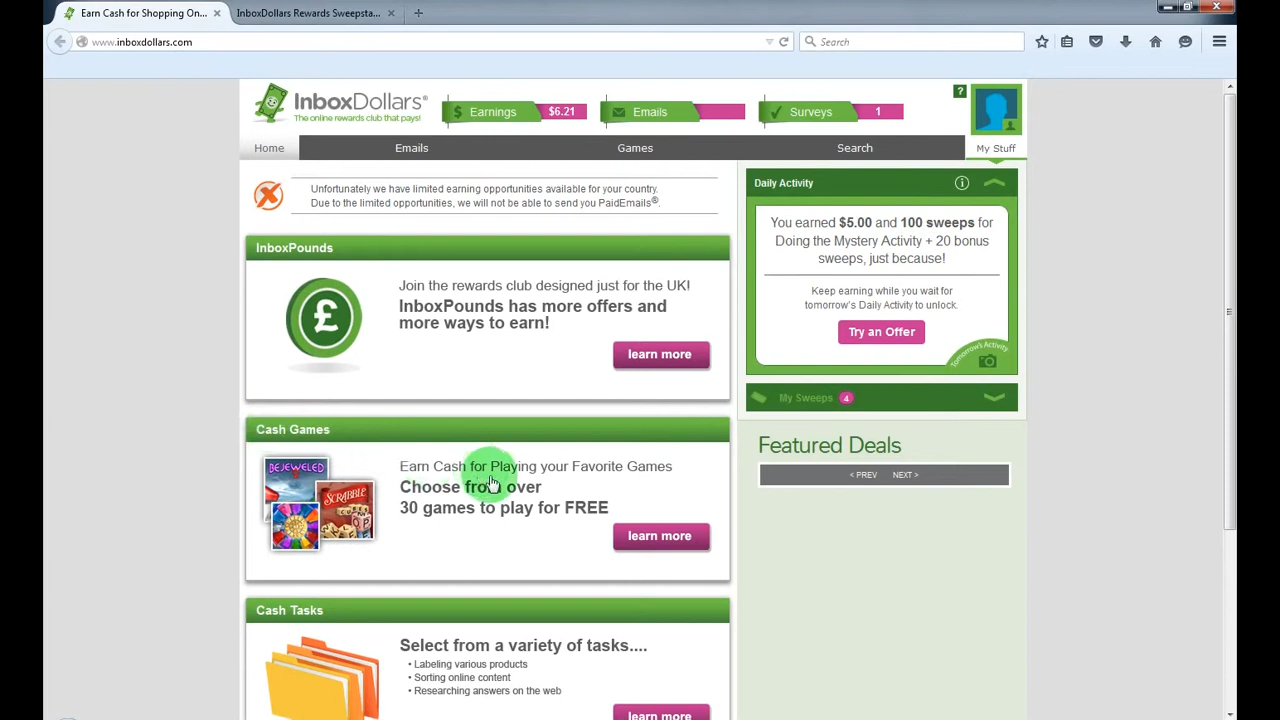 Earn Cash for Shopping On...
InboxDollars Rewards Sweepsta...
www.inboxdollars.com
Search
InboxDollars®
The online rewards club that pays!
$ Earnings $6.21
Emails
Surveys 1
?
Home
Emails
Games
Search
My Stuff
Unfortunately we have limited earning opportunities available for your country.
Due to the limited opportunities, we will not be able to send you PaidEmails®.
InboxPounds
£
Join the rewards club designed just for the UK!
InboxPounds has more offers and
more ways to earn!
learn more
Cash Games
BEJEWELED
SCRABBLE
Earn Cash for Playing your Favorite Games
Choose from over
30 games to play for FREE
learn more
Cash Tasks
Select from a variety of tasks....
• Labeling various products
• Sorting online content
• Researching answers on the web
learn more
Daily Activity
You earned $5.00 and 100 sweeps for
Doing the Mystery Activity + 20 bonus
sweeps, just because!
Keep earning while you wait for
tomorrow's Daily Activity to unlock.
Try an Offer
Tomorrow's Activity
My Sweeps 4
Featured Deals
< PREV NEXT >